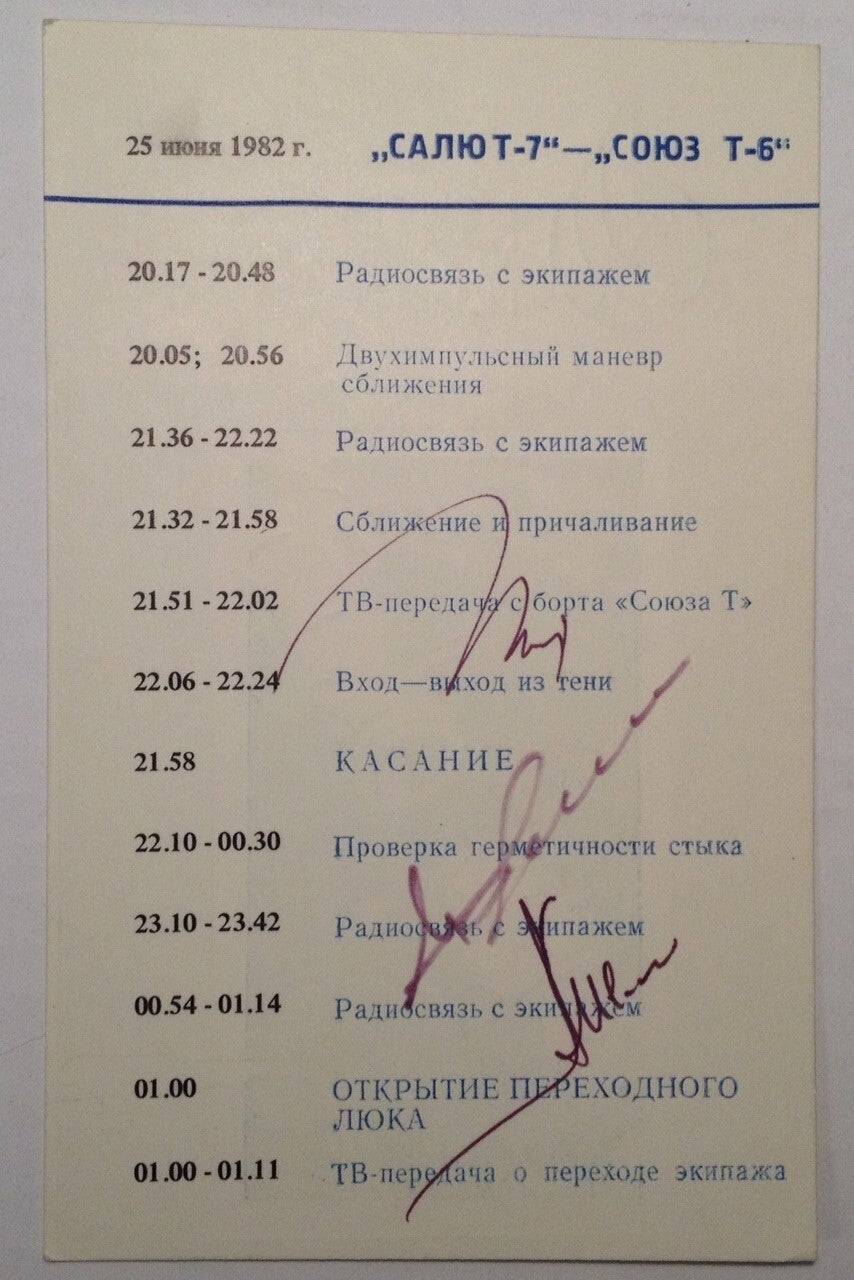 25 июня 1982 г. „САЛЮТ-7“—„СОЮЗ Т-6“
20.17 - 20.48 Радиосвязь с экипажем
20.05; 20.56 Двухимпульсный маневр
сближения
21.36 - 22.22 Радиосвязь с экипажем
21.32 - 21.58 Сближение и причаливание
21.51 - 22.02 ТВ-передача с борта «Союза Т»
22.06 - 22.24 Вход—выход из тени
21.58 КАСАНИЕ
22.10 - 00.30 Проверка герметичности стыка
23.10 - 23.42 Радиосвязь с экипажем
00.54 - 01.14 Радиосвязь с экипажем
01.00 ОТКРЫТИЕ ПЕРЕХОДНОГО
ЛЮКА
01.00 - 01.11 ТВ-передача о переходе экипажа